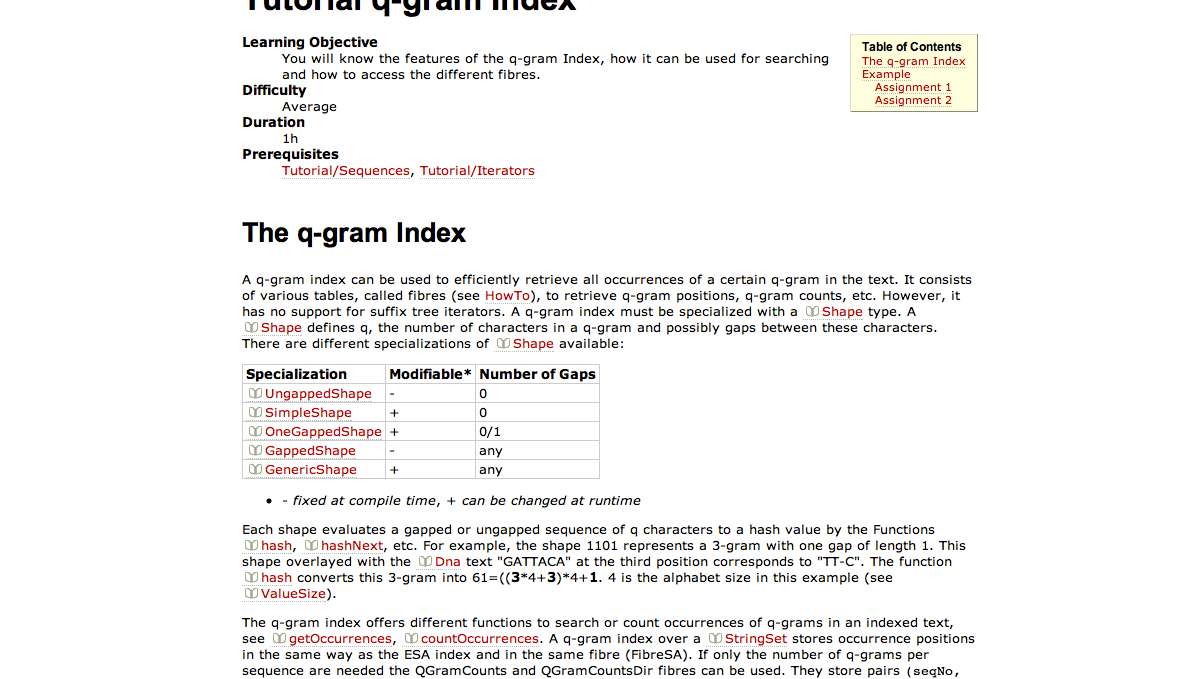 Tutorial q-gram Index
Learning Objective
You will know the features of the q-gram Index, how it can be used for searching
and how to access the different fibres.
Difficulty
Average
Duration
1h
Prerequisites
Tutorial/Sequences, Tutorial/Iterators
Table of Contents
The q-gram Index
Example
Assignment 1
Assignment 2
The q-gram Index
A q-gram index can be used to efficiently retrieve all occurrences of a certain q-gram in the text. It consists
of various tables, called fibres (see HowTo), to retrieve q-gram positions, q-gram counts, etc. However, it
has no support for suffix tree iterators. A q-gram index must be specialized with a Shape type. A
Shape defines q, the number of characters in a q-gram and possibly gaps between these characters.
There are different specializations of Shape available:
Specialization Modifiable* Number of Gaps
UngappedShape - 0
SimpleShape + 0
OneGappedShape + 0/1
GappedShape - any
GenericShape + any
• - fixed at compile time, + can be changed at runtime
Each shape evaluates a gapped or ungapped sequence of q characters to a hash value by the Functions
hash, hashNext, etc. For example, the shape 1101 represents a 3-gram with one gap of length 1. This
shape overlayed with the Dna text "GATTACA" at the third position corresponds to "TT-C". The function
hash converts this 3-gram into 61=((3*4+3)*4+1. 4 is the alphabet size in this example (see
ValueSize).
The q-gram index offers different functions to search or count occurrences of q-grams in an indexed text,
see getOccurrences, countOccurrences. A q-gram index over a StringSet stores occurrence positions
in the same way as the ESA index and in the same fibre (FibreSA). If only the number of q-grams per
sequence are needed the QGramCounts and QGramCountsDir fibres can be used. They store pairs (seqNo,